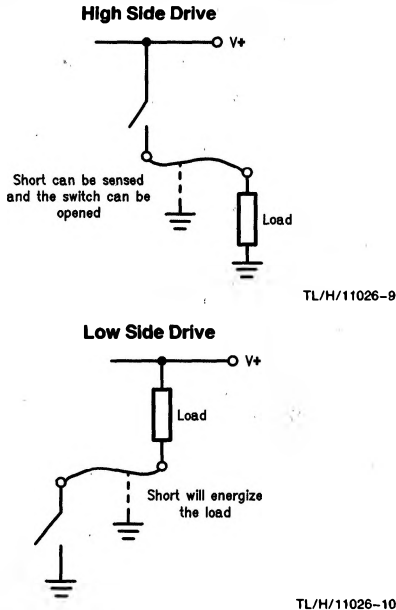 High Side Drive
V+
Short can be sensed
and the switch can be
opened
Load
TL/H/11026-9
Low Side Drive
V+
Load
Short will energize
the load
TL/H/11026-10